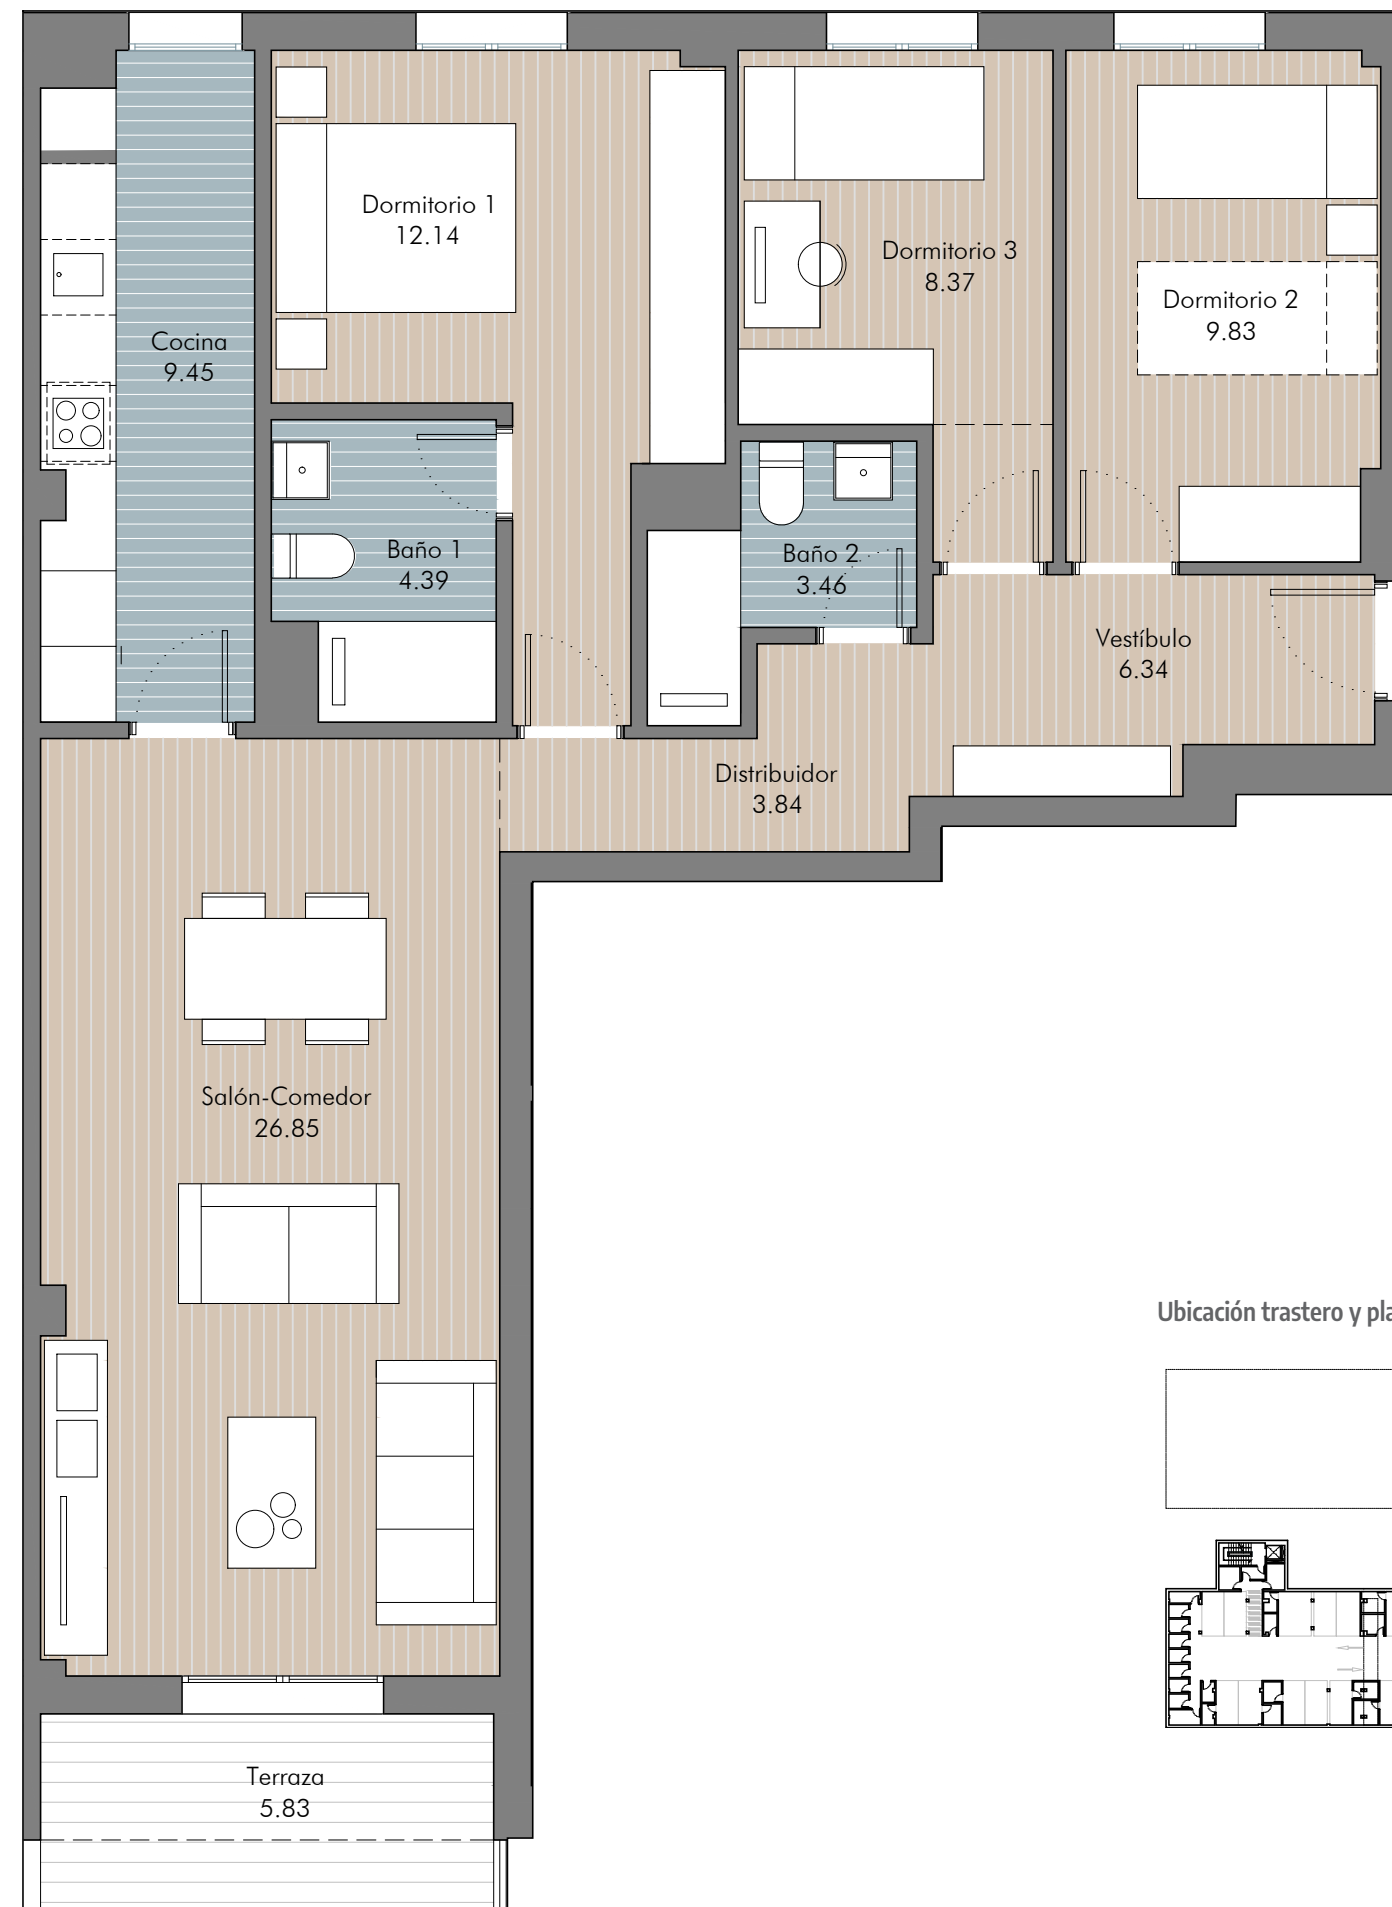 Dormitorio 1
12.14
Dormitorio 3
8.37
Dormitorio 2
9.83
Cocina
9.45
Baño 1
4.39
Baño 2
3.46
Vestíbulo
6.34
Distribuidor
3.84
Salón-Comedor
26.85
Ubicación trastero y pla
Terraza
5.83